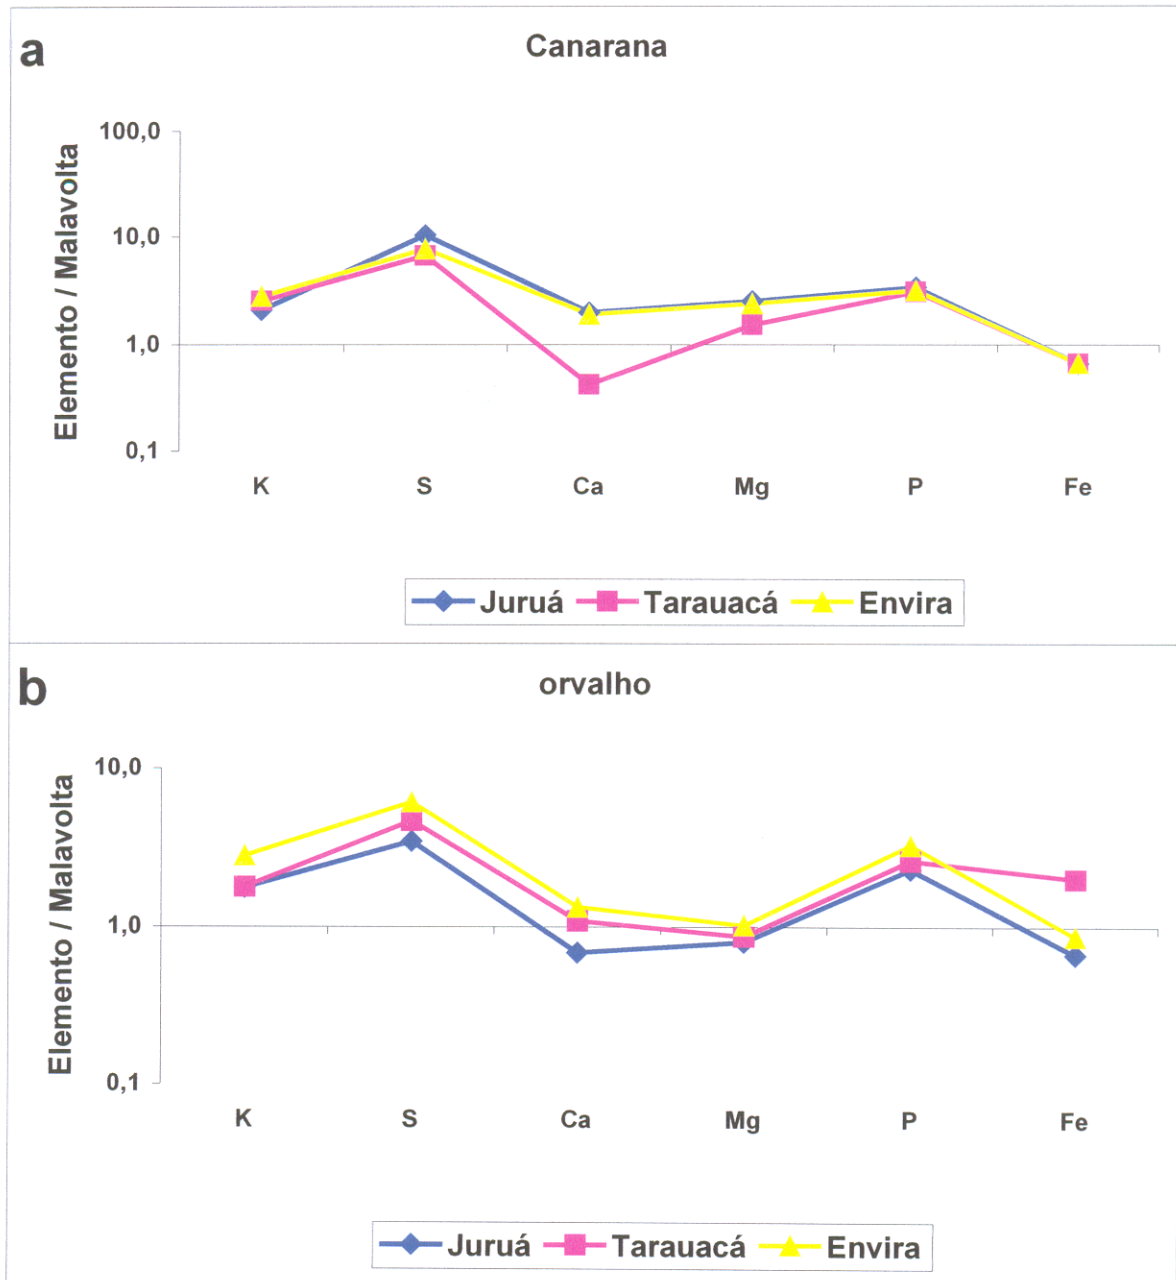 a
Canarana
Elemento / Malavolta
100,0
10,0
1,0
0,1
K S Ca Mg P Fe
Juruá Tarauacá Envira
b
orvalho
Elemento / Malavolta
10,0
1,0
0,1
K S Ca Mg P Fe
Juruá Tarauacá Envira